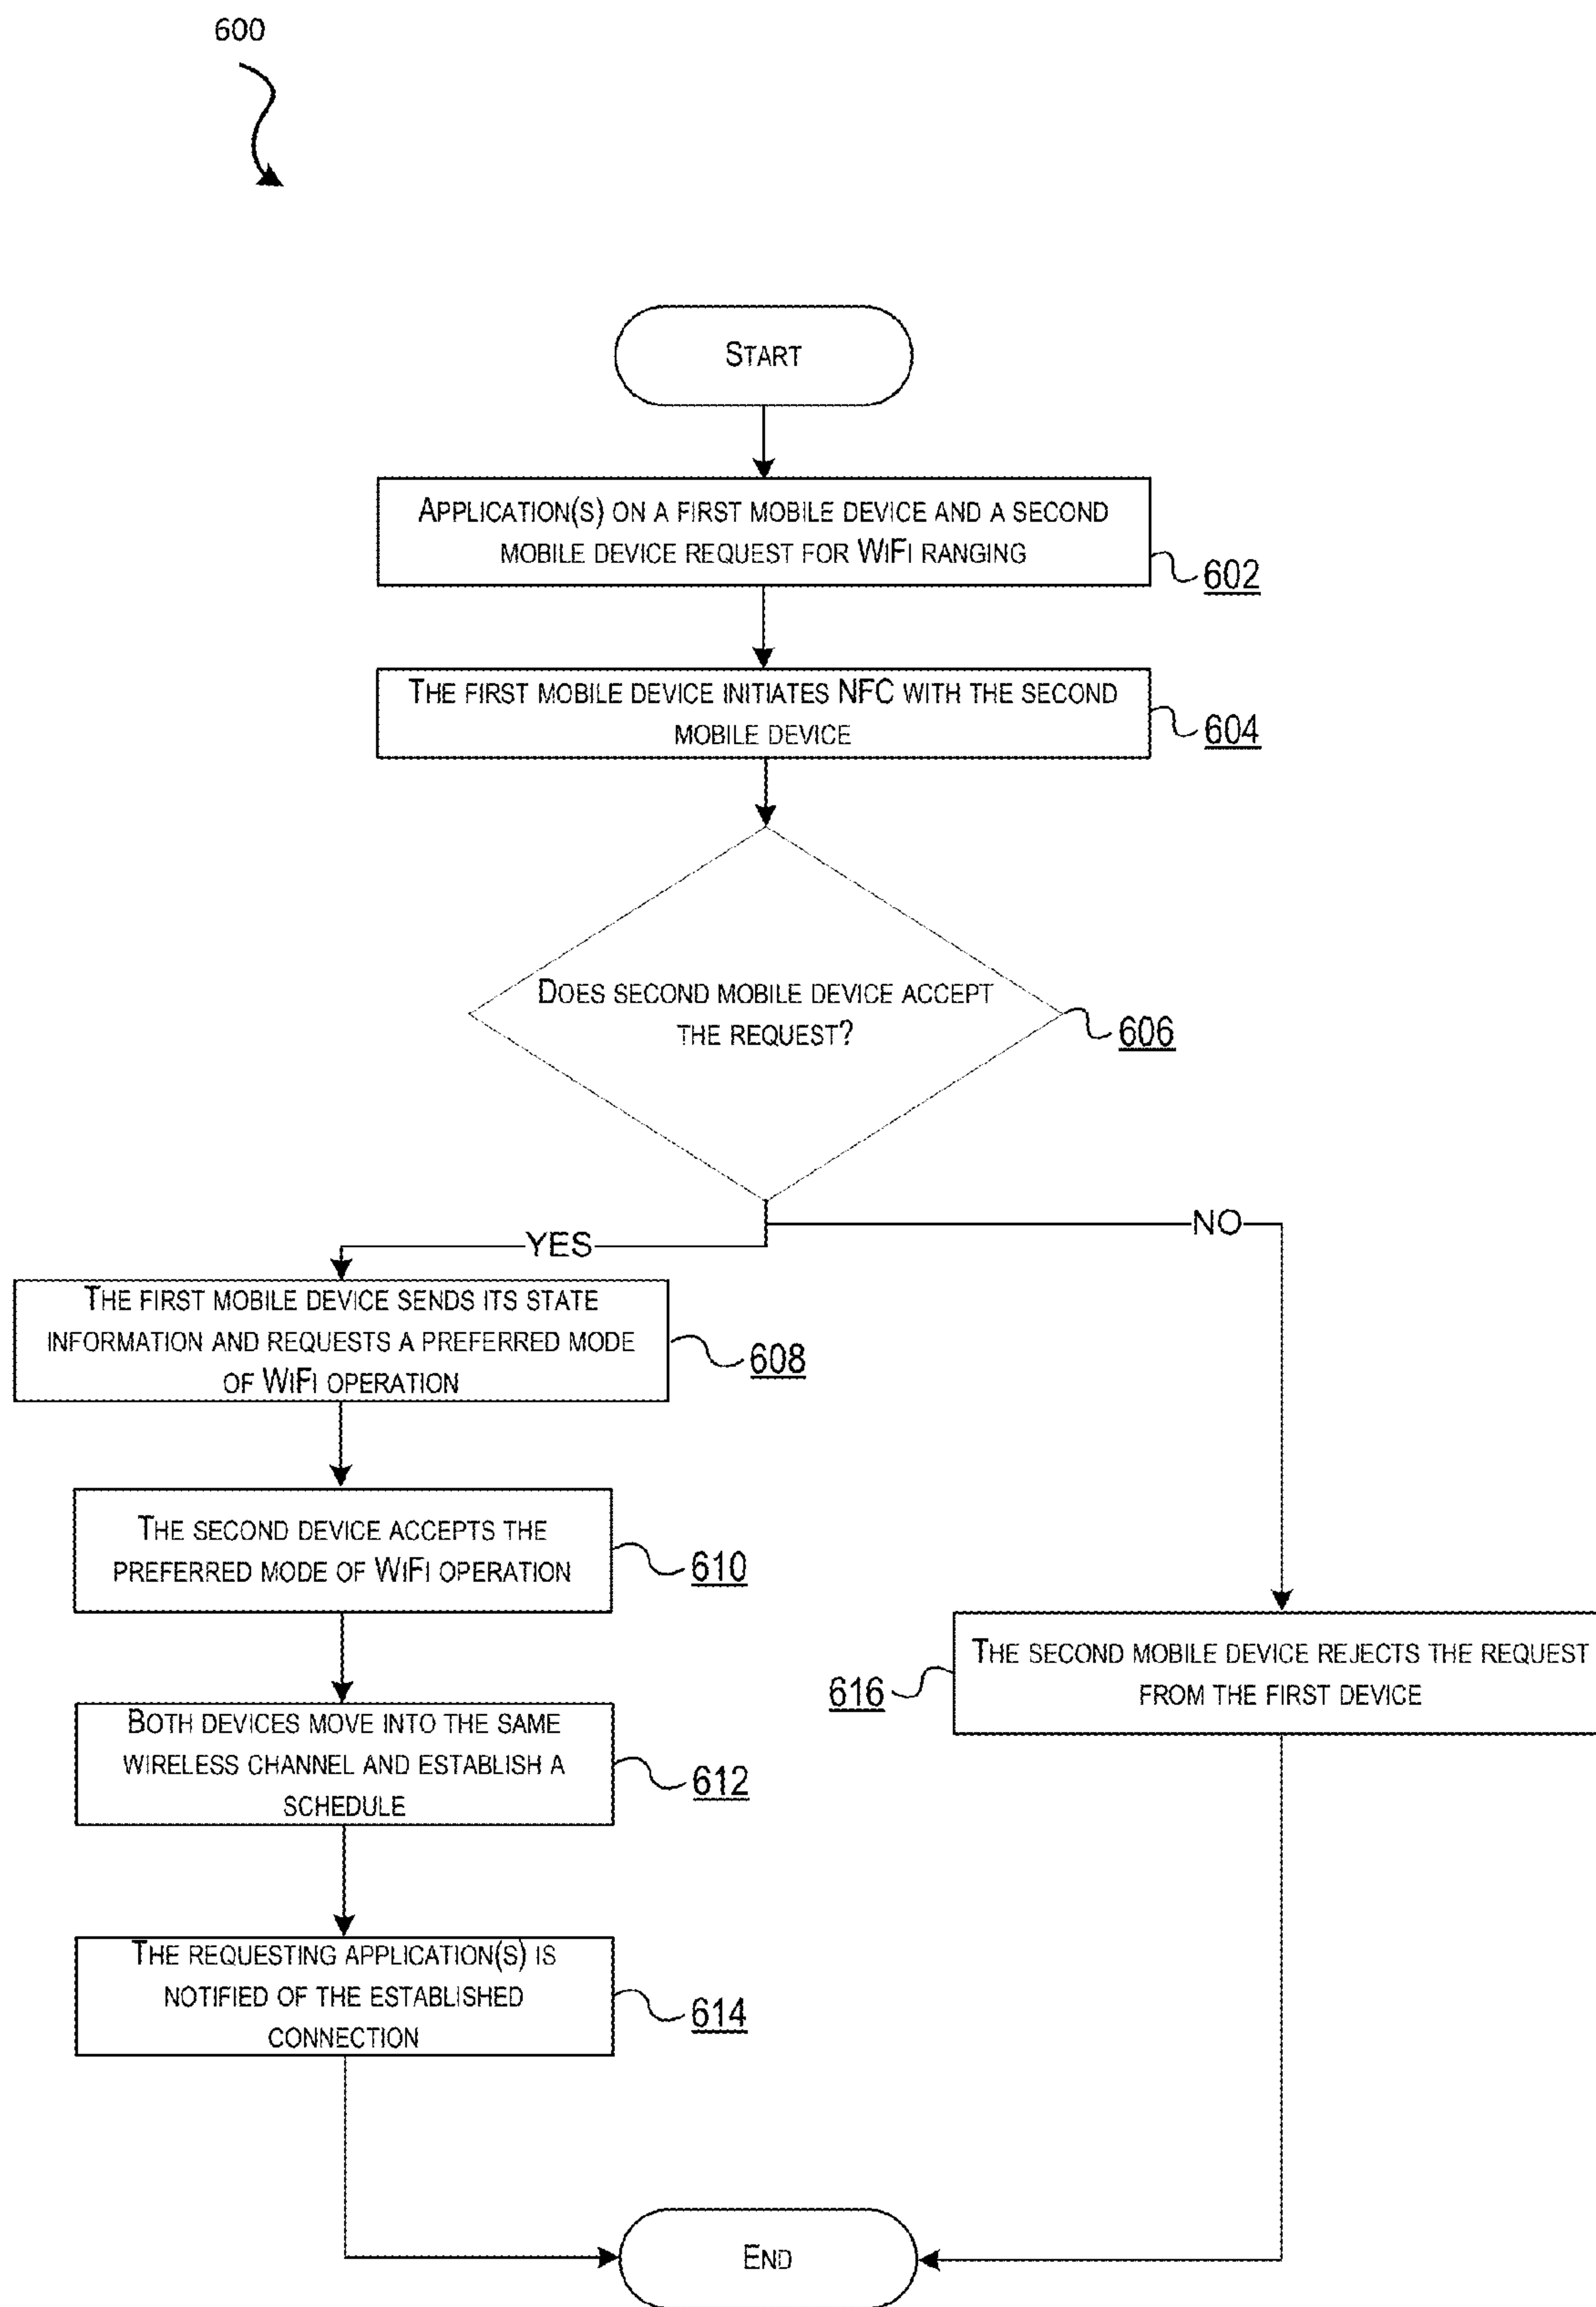 600
START
APPLICATION(S) ON A FIRST MOBILE DEVICE AND A SECOND
MOBILE DEVICE REQUEST FOR WIFI RANGING
602
THE FIRST MOBILE DEVICE INITIATES NFC WITH THE SECOND
MOBILE DEVICE
604
DOES SECOND MOBILE DEVICE ACCEPT
THE REQUEST?
606
YES
NO
THE FIRST MOBILE DEVICE SENDS ITS STATE
INFORMATION AND REQUESTS A PREFERRED MODE
OF WIFI OPERATION
608
THE SECOND DEVICE ACCEPTS THE
PREFERRED MODE OF WIFI OPERATION
610
BOTH DEVICES MOVE INTO THE SAME
WIRELESS CHANNEL AND ESTABLISH A
SCHEDULE
612
THE REQUESTING APPLICATION(S) IS
NOTIFIED OF THE ESTABLISHED
CONNECTION
614
THE SECOND MOBILE DEVICE REJECTS THE REQUEST
FROM THE FIRST DEVICE
616
END